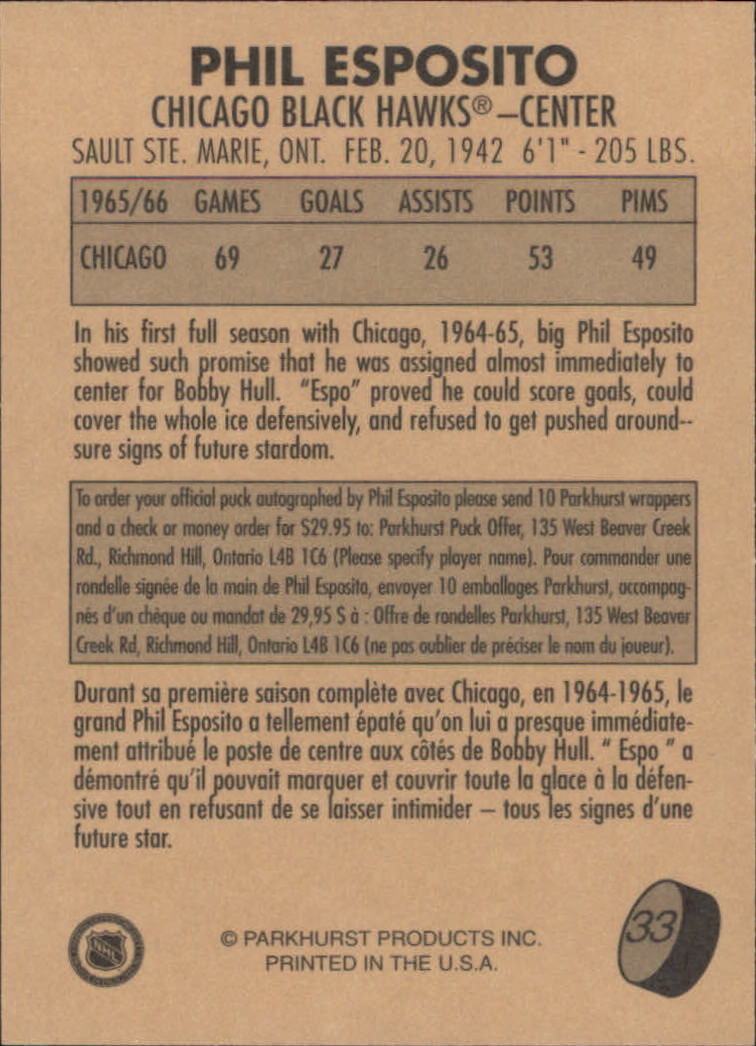 PHIL ESPOSITO
CHICAGO BLACK HAWKS® –CENTER
SAULT STE. MARIE, ONT. FEB. 20, 1942 6'1" - 205 LBS.
1965/66 GAMES GOALS ASSISTS POINTS PIMS
CHICAGO 69 27 26 53 49
In his first full season with Chicago, 1964-65, big Phil Esposito
showed such promise that he was assigned almost immediately to
center for Bobby Hull. "Espo" proved he could score goals, could
cover the whole ice defensively, and refused to get pushed around--
sure signs of future stardom.
To order your official puck autographed by Phil Esposito please send 10 Parkhurst wrappers
and a check or money order for $29.95 to: Parkhurst Puck Offer, 135 West Beaver Creek
Rd., Richmond Hill, Ontario L4B 1C6 (Please specify player name). Pour commander une
rondelle signée de la main de Phil Esposito, envoyer 10 emballages Parkhurst, accompag-
nés d'un chèque ou mandat de 29,95 $ à : Offre de rondelles Parkhurst, 135 West Beaver
Creek Rd, Richmond Hill, Ontario L4B 1C6 (ne pas oublier de préciser le nom du joueur).
Durant sa première saison complète avec Chicago, en 1964-1965, le
grand Phil Esposito a tellement épaté qu'on lui a presque immédiate-
ment attribué le poste de centre aux côtés de Bobby Hull. " Espo " a
démontré qu'il pouvait marquer et couvrir toute la glace à la défen-
sive tout en refusant de se laisser intimider – tous les signes d'une
future star.
33
NHL
© PARKHURST PRODUCTS INC.
PRINTED IN THE U.S.A.